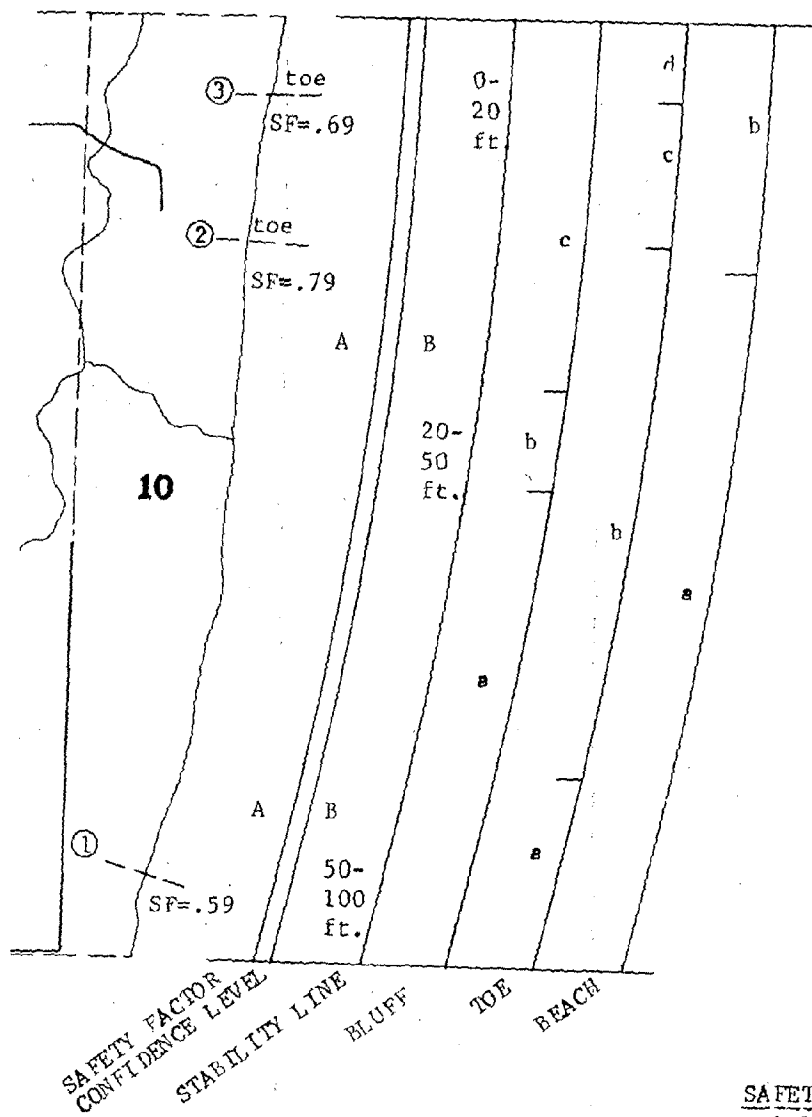 ③ toe
SF=.69
② toe
SF=.79
10
① 
SF=.59
A
A
B
B
0-
20
ft.
20-
50
ft.
50-
100
ft.
c
b
a
d
c
b
a
b
a
SAFETY FACTOR
CONFIDENCE LEVEL
STABILITY LINE
BLUFF
TOE
BEACH